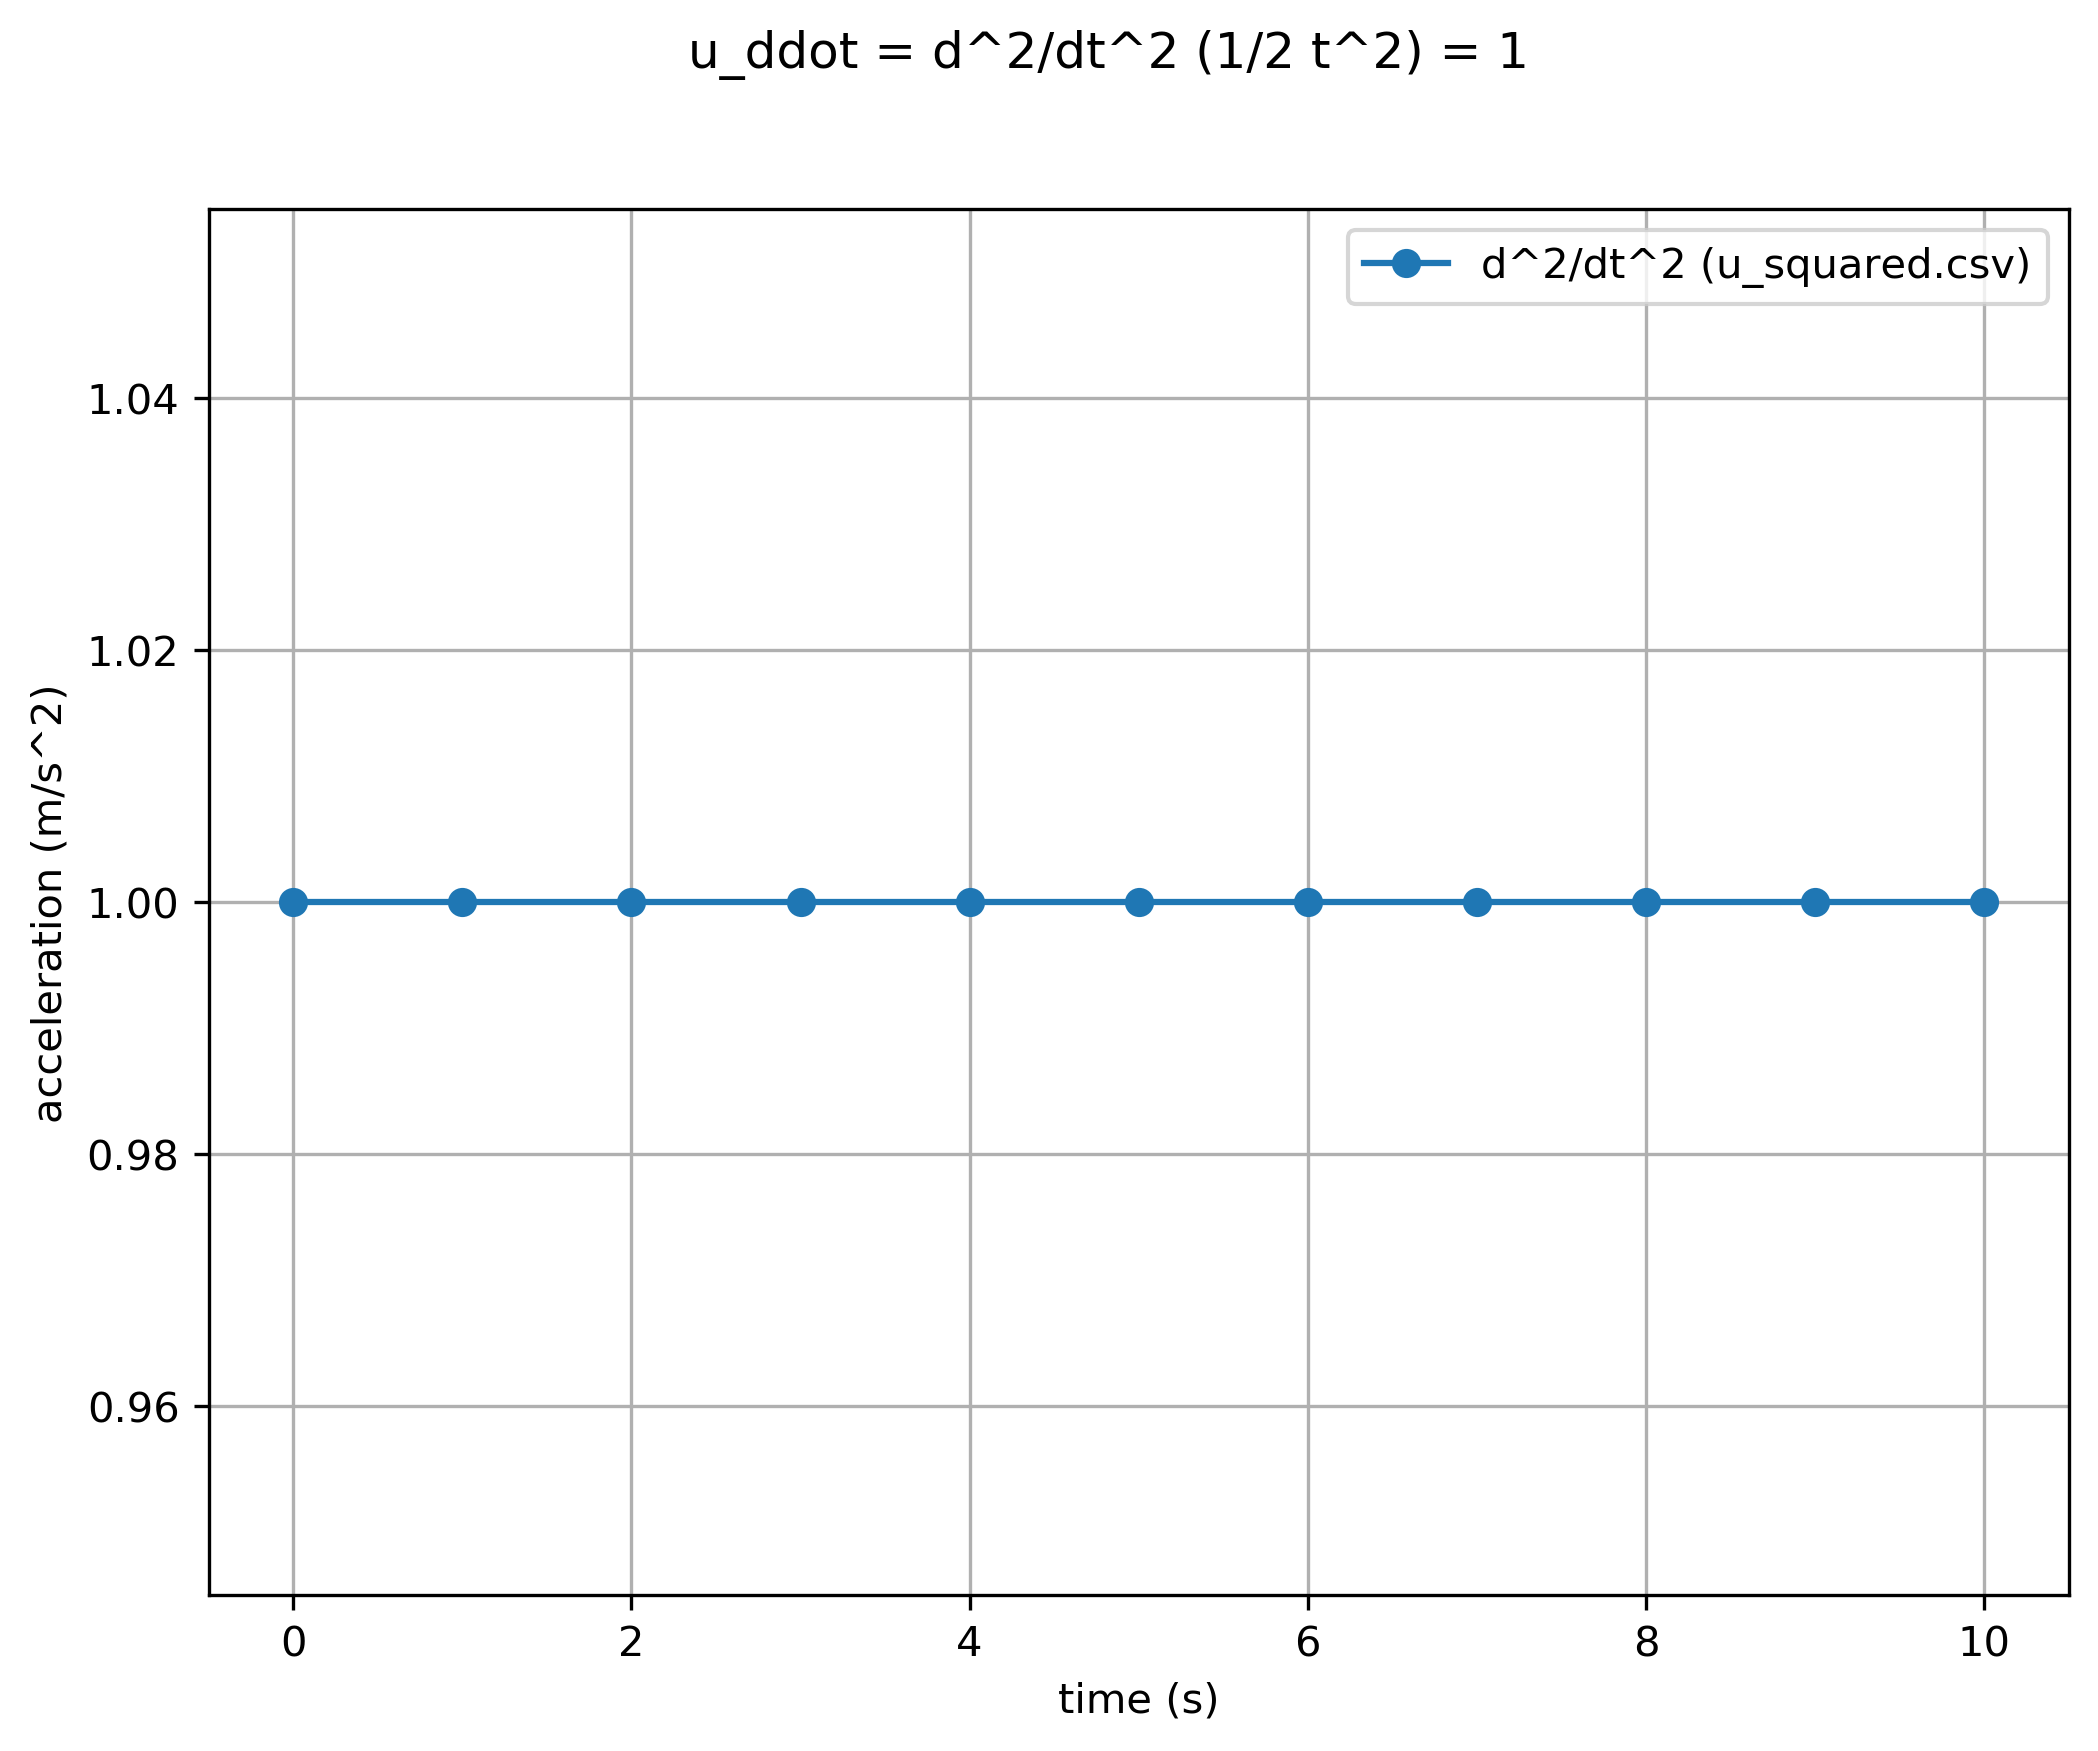 u_ddot = d^2/dt^2 (1/2 t^2) = 1
d^2/dt^2 (u_squared.csv)
acceleration (m/s^2)
1.04
1.02
1.00
0.98
0.96
0 2 4 6 8 10
time (s)